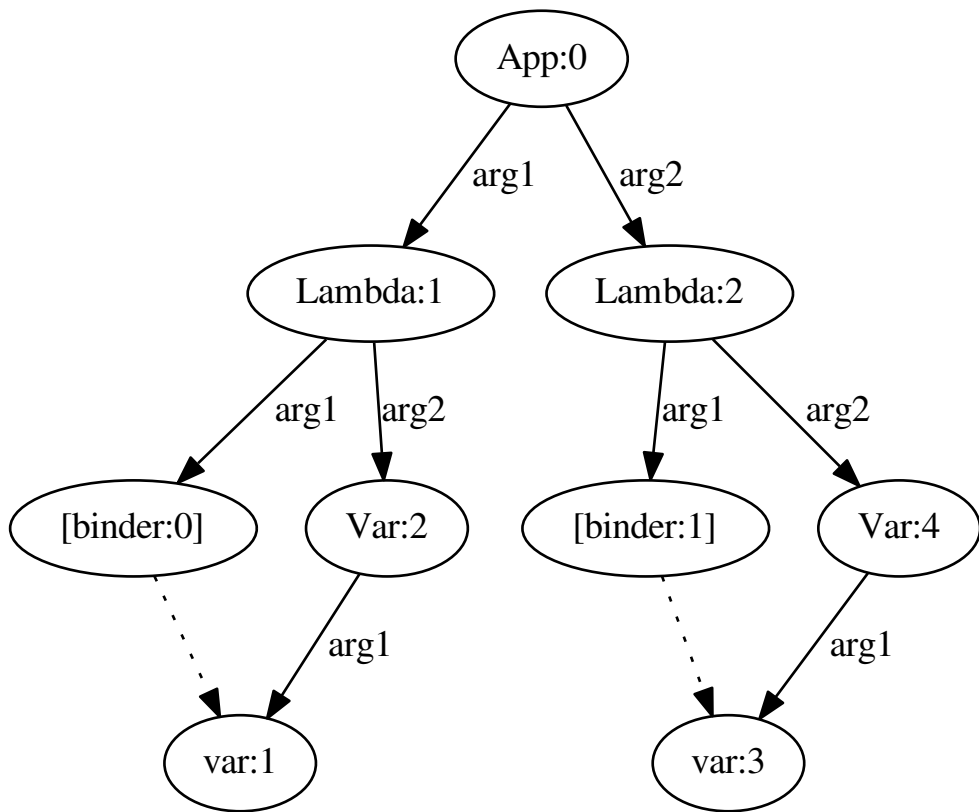 App:0
arg1
arg2
Lambda:1
Lambda:2
arg1
arg2
arg1
arg2
[binder:0]
Var:2
[binder:1]
Var:4
arg1
arg1
var:1
var:3